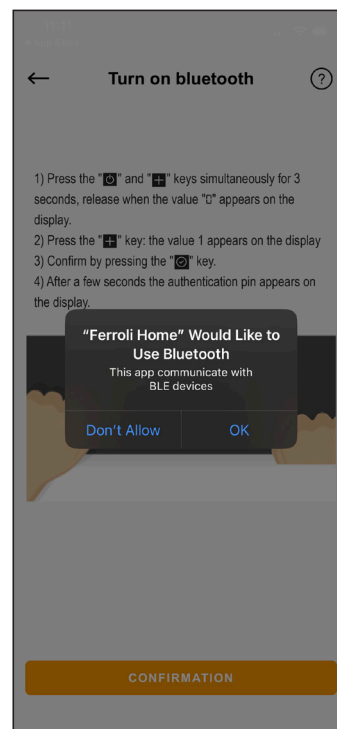 Turn on bluetooth
?
1) Press the "⏻" and "+" keys simultaneously for 3
seconds, release when the value "0" appears on the
display.
2) Press the "+" key: the value 1 appears on the display
3) Confirm by pressing the "✓" key.
4) After a few seconds the authentication pin appears on
the display.
“Ferroli Home” Would Like to
Use Bluetooth
This app communicate with
BLE devices
Don't Allow
OK
CONFIRMATION